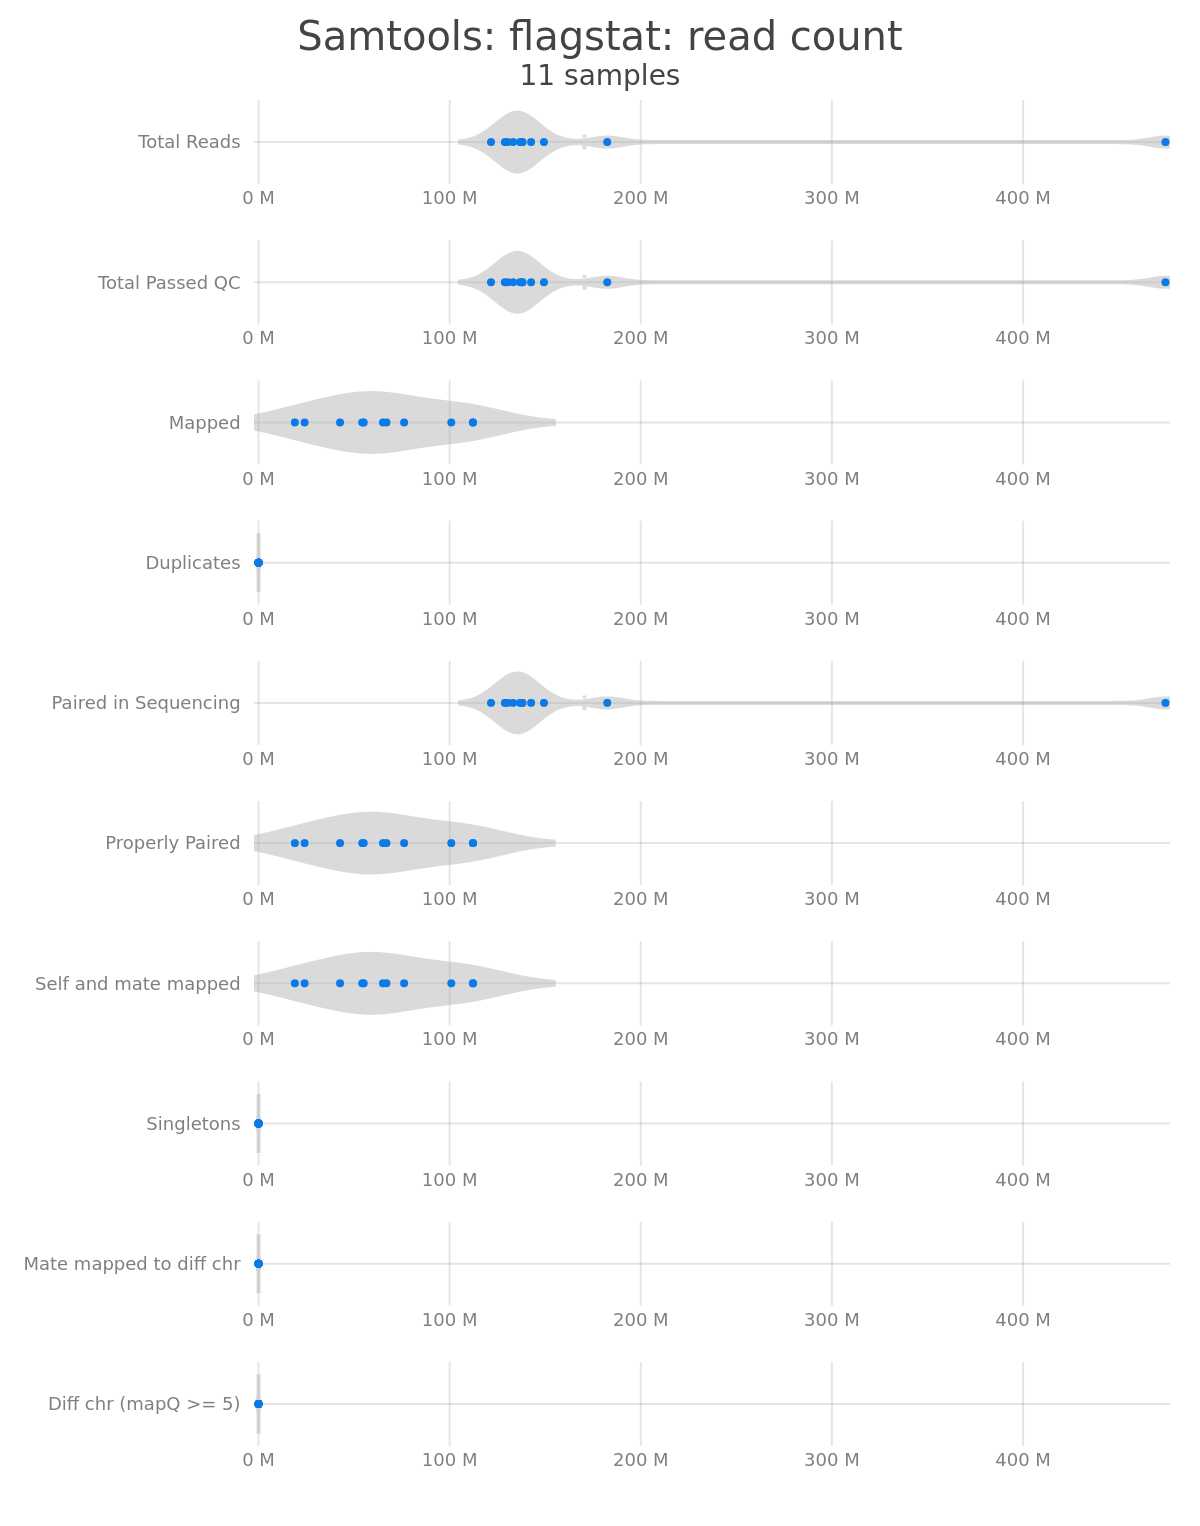 Samtools: flagstat: read count
11 samples
Total Reads
0 M 100 M 200 M 300 M 400 M
Total Passed QC
0 M 100 M 200 M 300 M 400 M
Mapped
0 M 100 M 200 M 300 M 400 M
Duplicates
0 M 100 M 200 M 300 M 400 M
Paired in Sequencing
0 M 100 M 200 M 300 M 400 M
Properly Paired
0 M 100 M 200 M 300 M 400 M
Self and mate mapped
0 M 100 M 200 M 300 M 400 M
Singletons
0 M 100 M 200 M 300 M 400 M
Mate mapped to diff chr
0 M 100 M 200 M 300 M 400 M
Diff chr (mapQ >= 5)
0 M 100 M 200 M 300 M 400 M